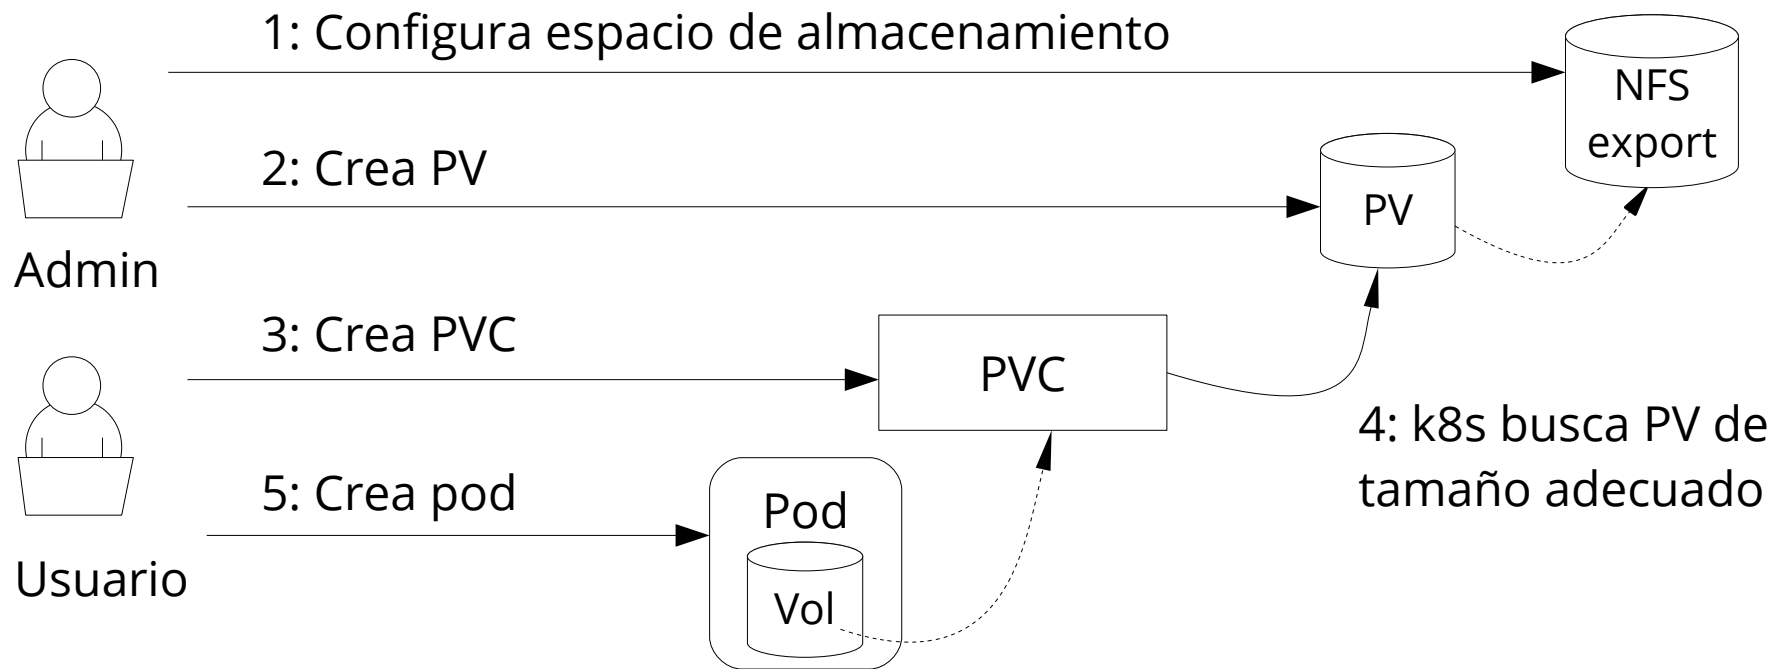 1: Configura espacio de almacenamiento
NFS
export
2: Crea PV
PV
Admin
3: Crea PVC
PVC
4: k8s busca PV de
tamaño adecuado
5: Crea pod
Pod
Usuario
Vol